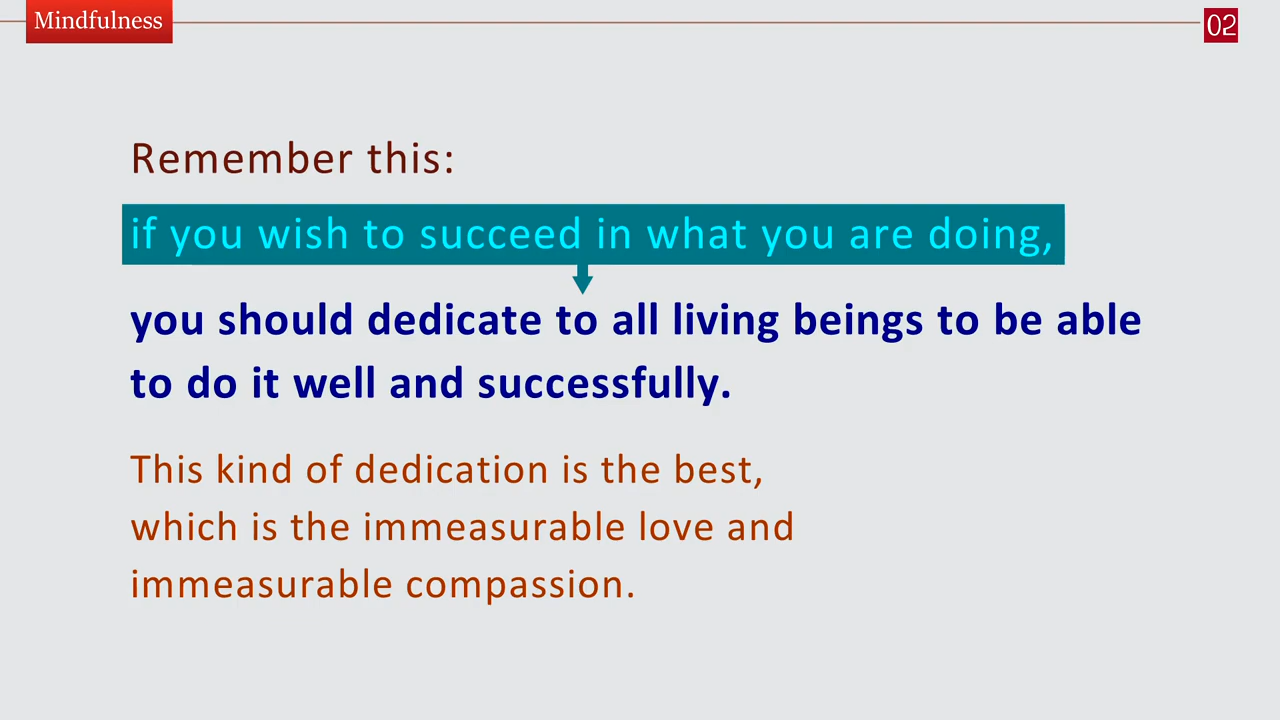 Mindfulness
02
Remember this:
if you wish to succeed in what you are doing,
you should dedicate to all living beings to be able
to do it well and successfully.
This kind of dedication is the best,
which is the immeasurable love and
immeasurable compassion.